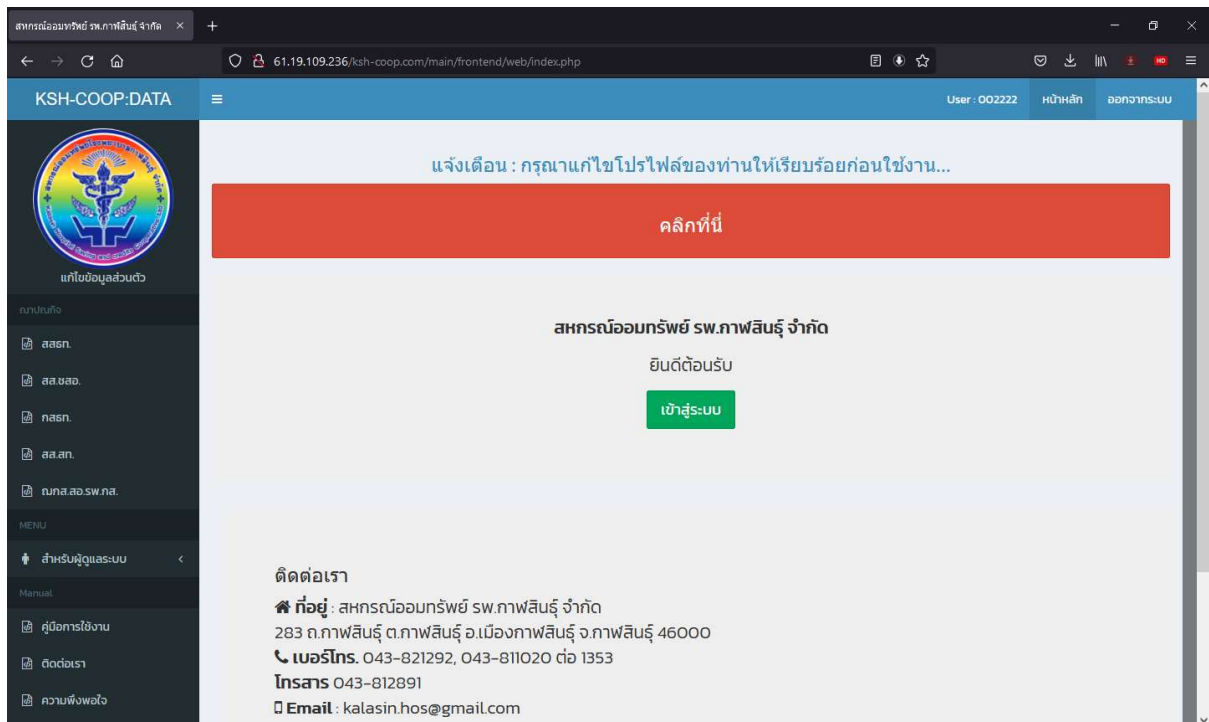 สหกรณ์ออมทรัพย์ รพ.กาฬสินธุ์ จำกัด
61.19.109.236/ksh-coop.com/main/frontend/web/index.php
KSH-COOP:DATA
User : 002222 หน้าหลัก ออกจากระบบ
แก้ไขข้อมูลส่วนตัว
ฌาปณกิจ
สสธท.
สส.ชสอ.
กสธท.
สส.สท.
ฌกส.สอ.รพ.กส.
MENU
สำหรับผู้ดูแลระบบ
Manual
คู่มือการใช้งาน
ติดต่อเรา
ความพึงพอใจ
แจ้งเตือน : กรุณาแก้ไขโปรไฟล์ของท่านให้เรียบร้อยก่อนใช้งาน...
คลิกที่นี่
สหกรณ์ออมทรัพย์ รพ.กาฬสินธุ์ จำกัด
ยินดีต้อนรับ
เข้าสู่ระบบ
ติดต่อเรา
ที่อยู่ : สหกรณ์ออมทรัพย์ รพ.กาฬสินธุ์ จำกัด
283 ถ.กาฬสินธุ์ ต.กาฬสินธุ์ อ.เมืองกาฬสินธุ์ จ.กาฬสินธุ์ 46000
เบอร์โทร. 043-821292, 043-811020 ต่อ 1353
โทรสาร 043-812891
Email : kalasin.hos@gmail.com